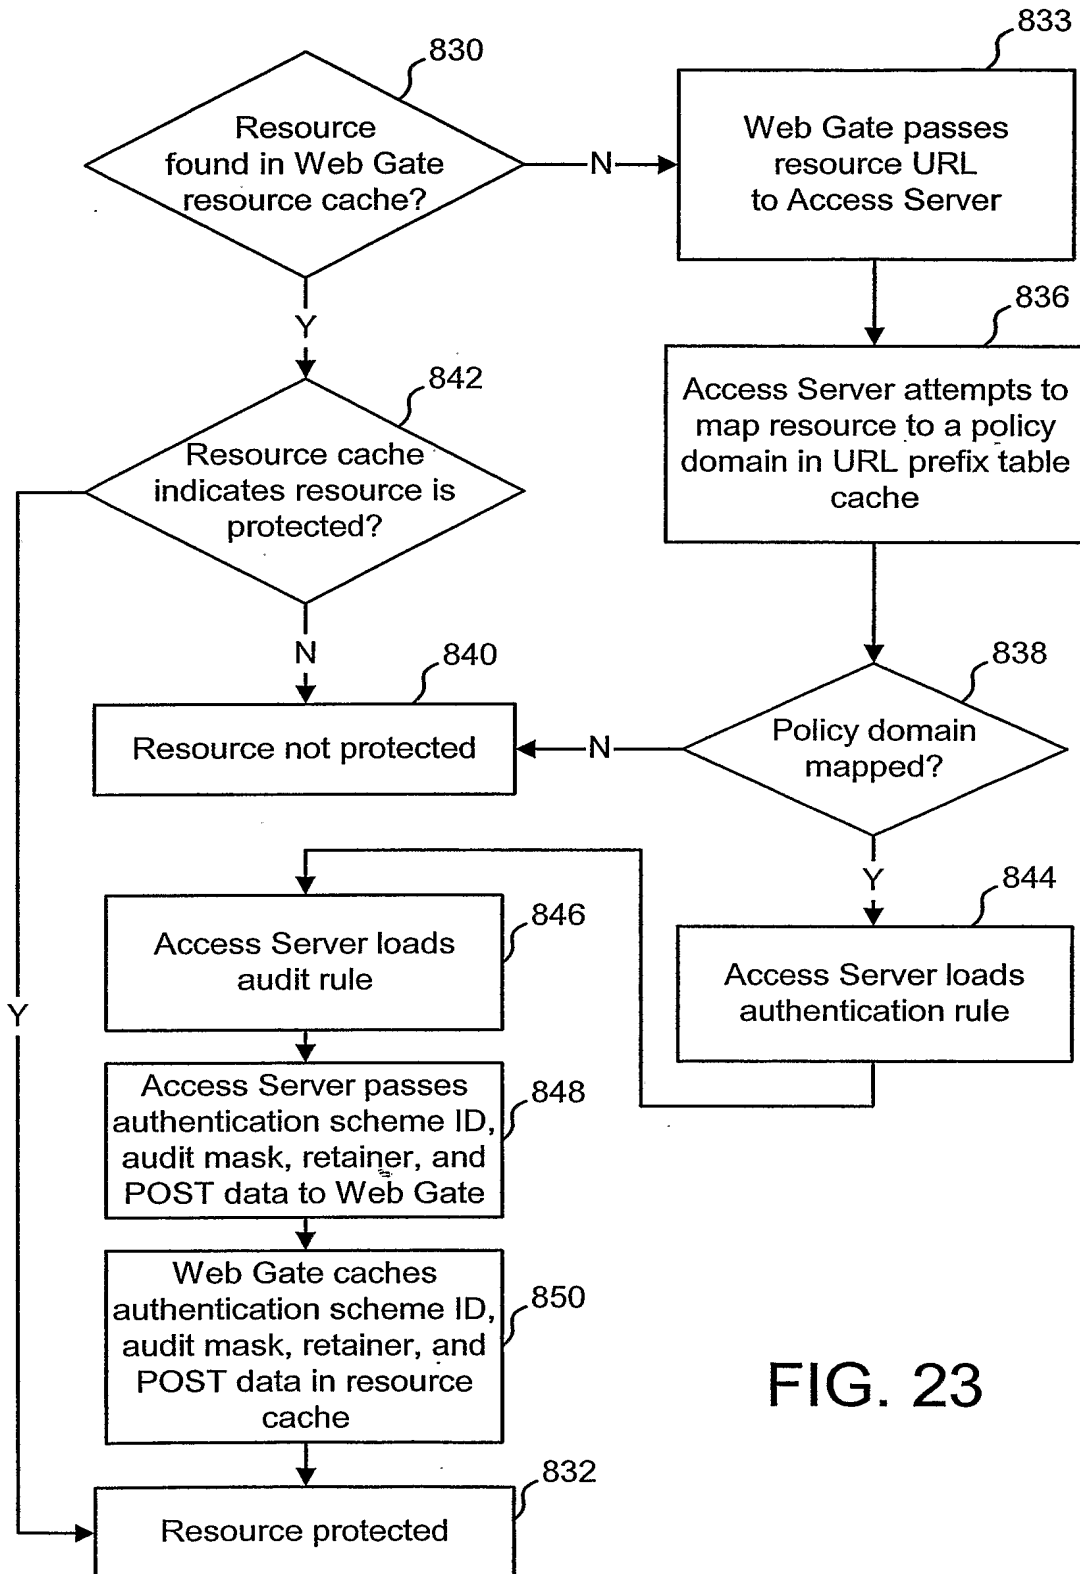 830
Resource
found in Web Gate
resource cache?
N
833
Web Gate passes
resource URL
to Access Server
Y
836
Access Server attempts to
map resource to a policy
domain in URL prefix table
cache
842
Resource cache
indicates resource is
protected?
N
838
Policy domain
mapped?
N
840
Resource not protected
Y
844
Access Server loads
authentication rule
846
Access Server loads
audit rule
Y
848
Access Server passes
authentication scheme ID,
audit mask, retainer, and
POST data to Web Gate
850
Web Gate caches
authentication scheme ID,
audit mask, retainer, and
POST data in resource
cache
832
Resource protected
FIG. 23